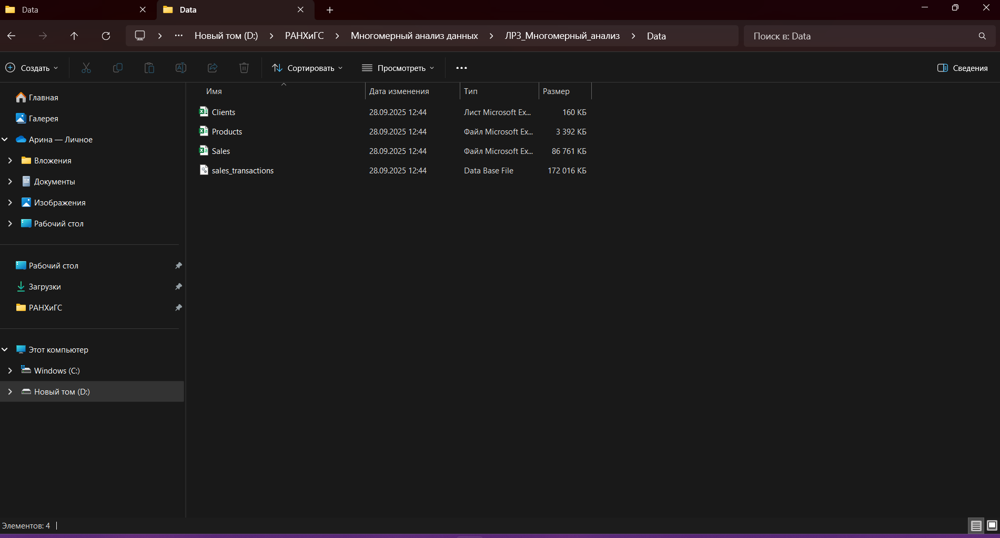 Data
Data
Новый том (D:) > РАНХиГС > Многомерный анализ данных > ЛР3_Многомерный_анализ > Data
Поиск в: Data
Создать
Сортировать
Просмотреть
Сведения
Имя Дата изменения Тип Размер
Clients 28.09.2025 12:44 Лист Microsoft Ex... 160 КБ
Products 28.09.2025 12:44 Файл Microsoft Ex... 3 392 КБ
Sales 28.09.2025 12:44 Файл Microsoft Ex... 86 761 КБ
sales_transactions 28.09.2025 12:44 Data Base File 172 016 КБ
Главная
Галерея
Арина — Личное
Вложения
Документы
Изображения
Рабочий стол
Рабочий стол
Загрузки
РАНХиГС
Этот компьютер
Windows (C:)
Новый том (D:)
Элементов: 4